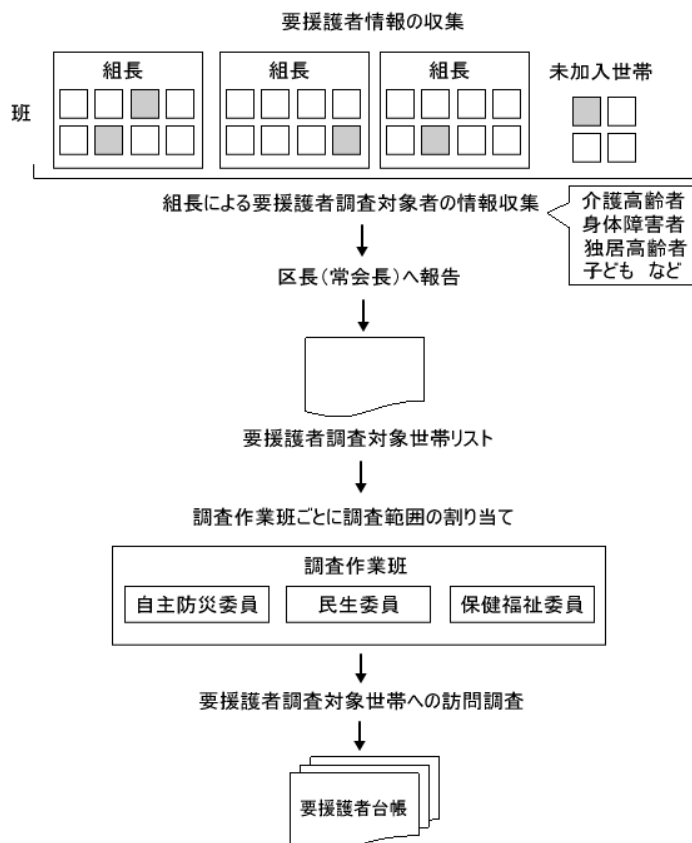 要援護者情報の収集
組長
組長
組長
未加入世帯
班
組長による要援護者調査対象者の情報収集
介護高齢者
身体障害者
独居高齢者
子ども など
区長(常会長)へ報告
要援護者調査対象世帯リスト
調査作業班ごとに調査範囲の割り当て
調査作業班
自主防災委員
民生委員
保健福祉委員
要援護者調査対象世帯への訪問調査
要援護者台帳